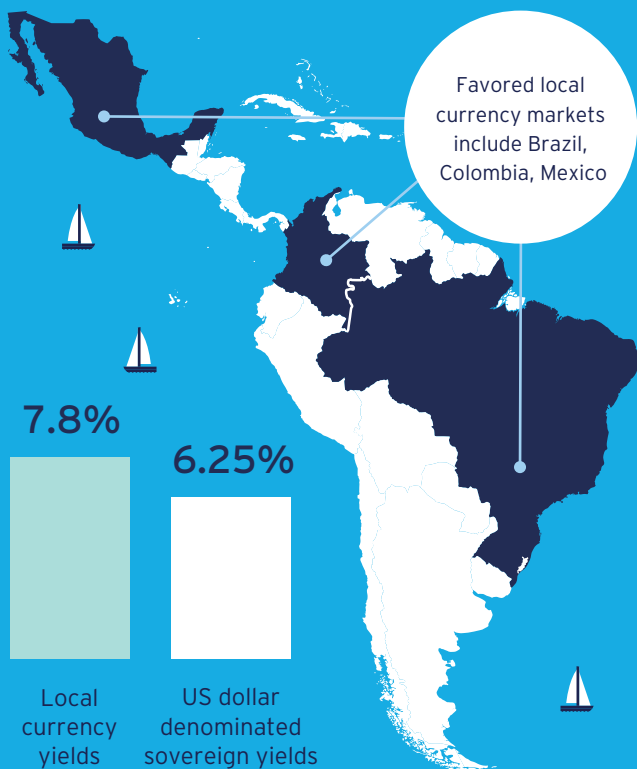 Favored local
currency markets
include Brazil,
Colombia, Mexico
7.8%
6.25%
Local
currency
yields
US dollar
denominated
sovereign yields